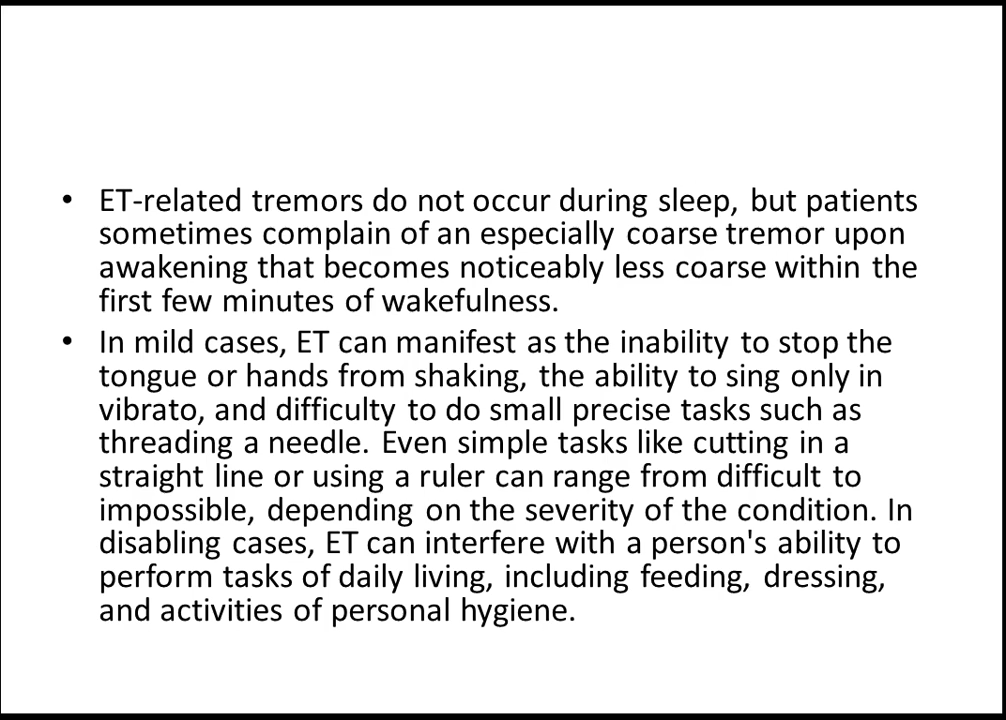 • ET-related tremors do not occur during sleep, but patients
sometimes complain of an especially coarse tremor upon
awakening that becomes noticeably less coarse within the
first few minutes of wakefulness.
• In mild cases, ET can manifest as the inability to stop the
tongue or hands from shaking, the ability to sing only in
vibrato, and difficulty to do small precise tasks such as
threading a needle. Even simple tasks like cutting in a
straight line or using a ruler can range from difficult to
impossible, depending on the severity of the condition. In
disabling cases, ET can interfere with a person's ability to
perform tasks of daily living, including feeding, dressing,
and activities of personal hygiene.